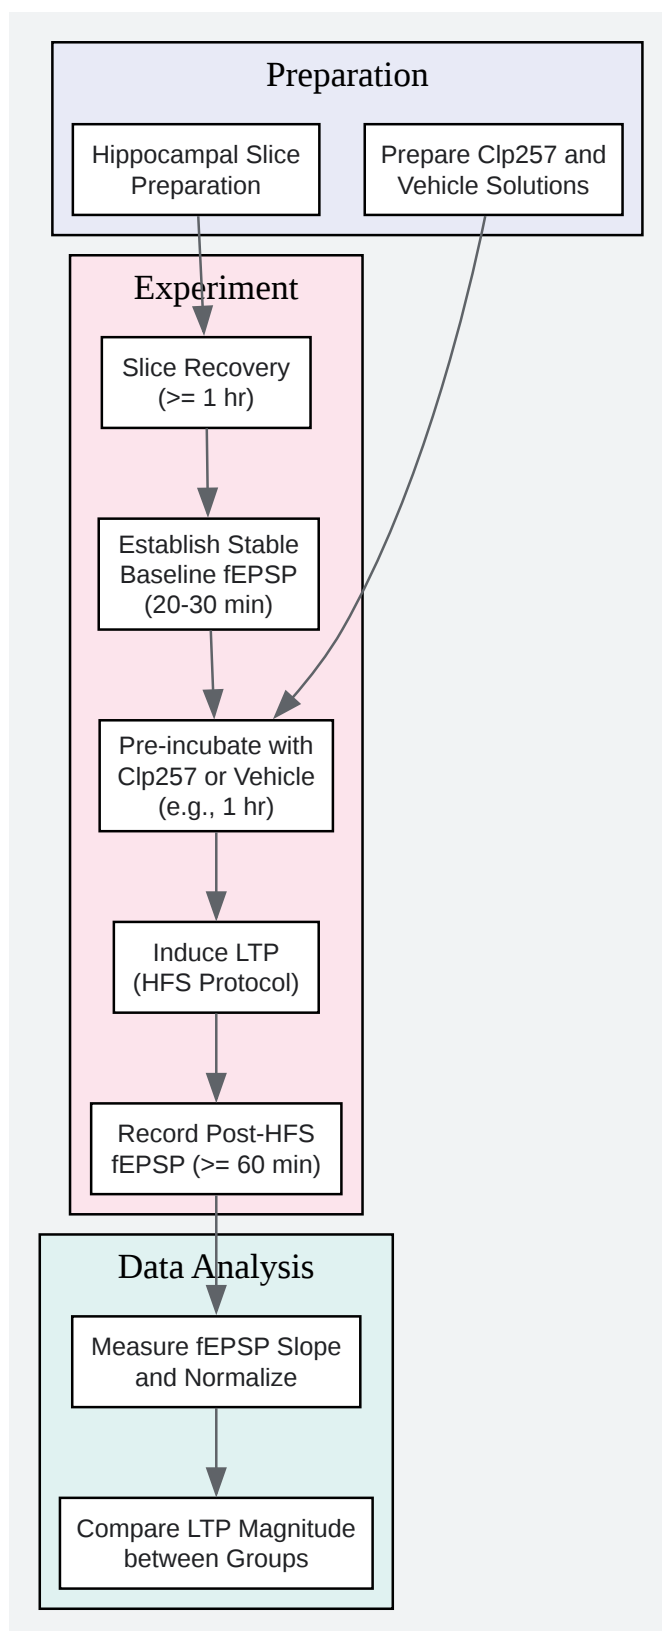 Preparation
Hippocampal Slice
Preparation
Prepare Clp257 and
Vehicle Solutions
Experiment
Slice Recovery
(>= 1 hr)
Establish Stable
Baseline fEPSP
(20-30 min)
Pre-incubate with
Clp257 or Vehicle
(e.g., 1 hr)
Induce LTP
(HFS Protocol)
Record Post-HFS
fEPSP (>= 60 min)
Data Analysis
Measure fEPSP Slope
and Normalize
Compare LTP Magnitude
between Groups